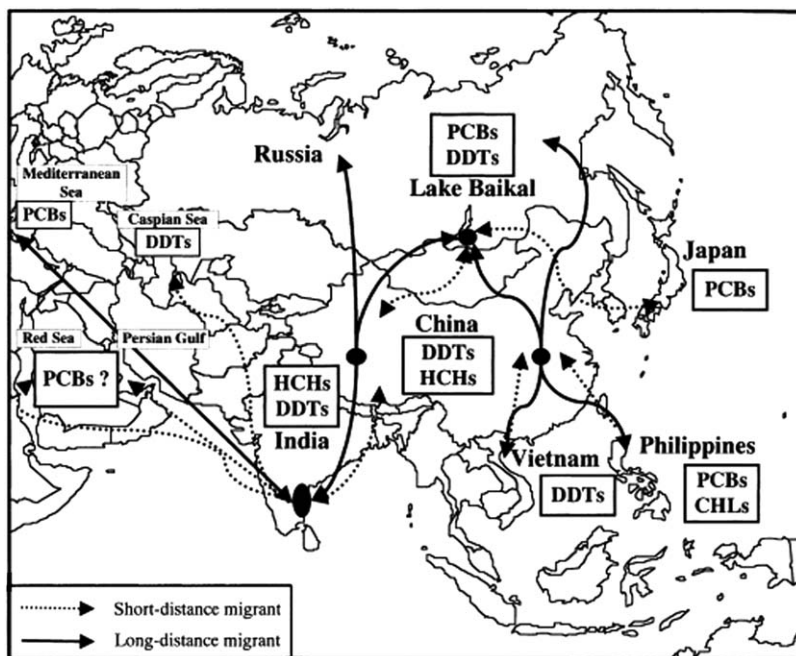 PCBs
DDTs
Lake Baikal
Russia
Mediterranean
Sea
PCBs
Caspian Sea
DDTs
Japan
PCBs
Red Sea
Persian Gulf
PCBs ?
China
DDTs
HCHs
HCHs
DDTs
India
Vietnam
DDTs
Philippines
PCBs
CHLs
Short-distance migrant
Long-distance migrant